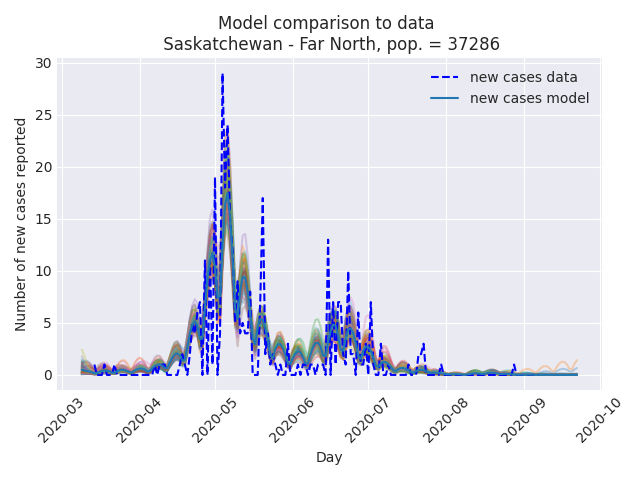 Model comparison to data
Saskatchewan - Far North, pop. = 37286
new cases data
new cases model
Number of new cases reported
30
25
20
15
10
5
0
2020-03
2020-04
2020-05
2020-06
2020-07
2020-08
2020-09
2020-10
Day